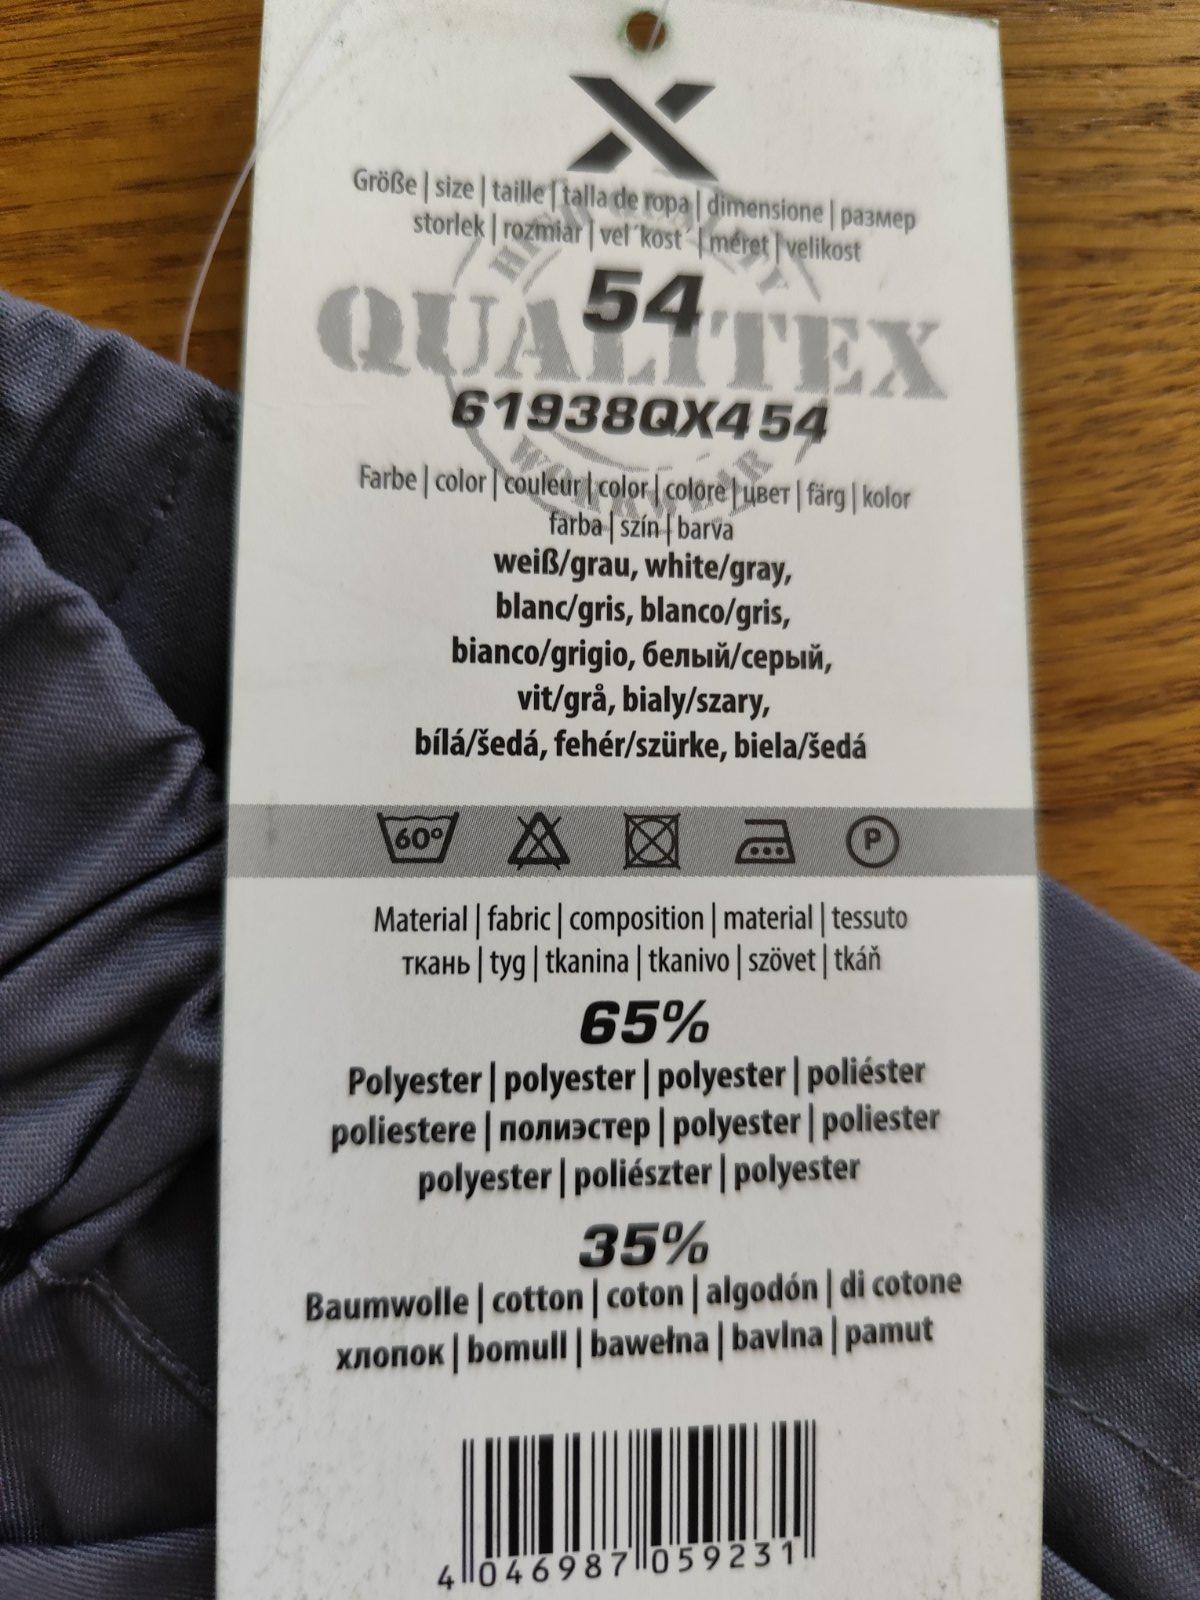 X
Größe | size | taille | talla de ropa | dimensione | размер
storlek | rozmiar | vel´kost´ | méret | velikost
HIGH QUALITY
54
QUALITEX
61938QX454
WORKWEAR
Farbe | color | couleur | color | colore | цвет | färg | kolor
farba | szín | barva
weiß/grau, white/gray,
blanc/gris, blanco/gris,
bianco/grigio, белый/серый,
vit/grå, bialy/szary,
bílá/šedá, fehér/szürke, biela/šedá
60° P
Material | fabric | composition | material | tessuto
ткань | tyg | tkanina | tkanivo | szövet | tkáň
65%
Polyester | polyester | polyester | poliéster
poliestere | полиэстер | polyester | poliester
polyester | poliészter | polyester
35%
Baumwolle | cotton | coton | algodón | di cotone
хлопок | bomull | bawełna | bavlna | pamut
4 046987 059231